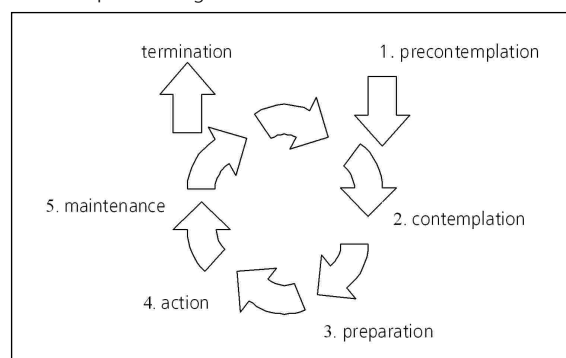 termination
1. precontemplation
2. contemplation
3. preparation
4. action
5. maintenance